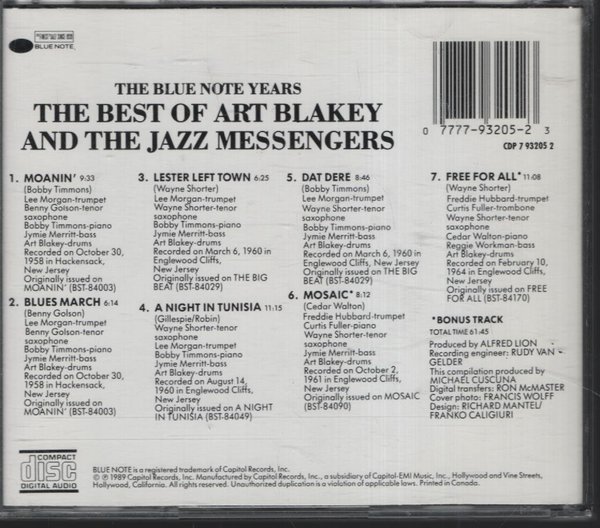 BLUE NOTE
THE BLUE NOTE YEARS
THE BEST OF ART BLAKEY
AND THE JAZZ MESSENGERS
0 7777-93205-2 3
CDP 7 93205 2
1. MOANIN' 9:33
(Bobby Timmons)
Lee Morgan-trumpet
Benny Golson-tenor
saxophone
Bobby Timmons-piano
Jymie Merritt-bass
Art Blakey-drums
Recorded on October 30,
1958 in Hackensack,
New Jersey
Originally issued on
MOANIN' (BST-84003)
2. BLUES MARCH 6:14
(Benny Golson)
Lee Morgan-trumpet
Benny Golson-tenor
saxophone
Bobby Timmons-piano
Jymie Merritt-bass
Art Blakey-drums
Recorded on October 30,
1958 in Hackensack,
New Jersey
Originally issued on
MOANIN' (BST-84003)
3. LESTER LEFT TOWN 6:25
(Wayne Shorter)
Lee Morgan-trumpet
Wayne Shorter-tenor
saxophone
Bobby Timmons-piano
Jymie Merritt-bass
Art Blakey-drums
Recorded on March 6, 1960 in
Englewood Cliffs,
New Jersey
Originally issued on THE BIG
BEAT (BST-84029)
4. A NIGHT IN TUNISIA 11:15
(Gillespie/Robin)
Wayne Shorter-tenor
saxophone
Lee Morgan-trumpet
Bobby Timmons-piano
Jymie Merritt-bass
Art Blakey-drums
Recorded on August 14,
1960 in Englewood Cliffs,
New Jersey
Originally issued on A NIGHT
IN TUNISIA (BST-84049)
5. DAT DERE 8:46
(Bobby Timmons)
Lee Morgan-trumpet
Wayne Shorter-tenor
saxophone
Bobby Timmons-piano
Jymie Merritt-bass
Art Blakey-drums
Recorded on March 6, 1960 in
Englewood Cliffs, New Jersey
Originally issued on THE BIG
BEAT (BST-84029)
6. MOSAIC* 8:12
(Cedar Walton)
Freddie Hubbard-trumpet
Curtis Fuller-piano
Wayne Shorter-tenor
saxophone
Jymie Merritt-bass
Art Blakey-drums
Recorded on October 2,
1961 in Englewood Cliffs,
New Jersey
Originally issued on MOSAIC
(BST-84090)
7. FREE FOR ALL* 11:08
(Wayne Shorter)
Freddie Hubbard-trumpet
Curtis Fuller-trombone
Wayne Shorter-tenor
saxophone
Cedar Walton-piano
Reggie Workman-bass
Art Blakey-drums
Recorded on February 10,
1964 in Englewood Cliffs,
New Jersey
Originally issued on FREE
FOR ALL (BST-84170)
*BONUS TRACK
TOTAL TIME 61:45
Produced by ALFRED LION
Recording engineer: RUDY VAN
GELDER
This compilation produced by
MICHAEL CUSCUNA
Digital transfers: RON McMASTER
Cover photo: FRANCIS WOLFF
Design: RICHARD MANTEL/
FRANKO CALIGIURI
COMPACT
disc
DIGITAL AUDIO
BLUE NOTE is a registered trademark of Capitol Records, Inc.
© ℗ 1989 Capitol Records, Inc. Manufactured by Capitol Records, Inc., a subsidiary of Capitol-EMI Music, Inc., Hollywood and Vine Streets,
Hollywood, California. All rights reserved. Unauthorized duplication is a violation of applicable laws. Printed in Canada.